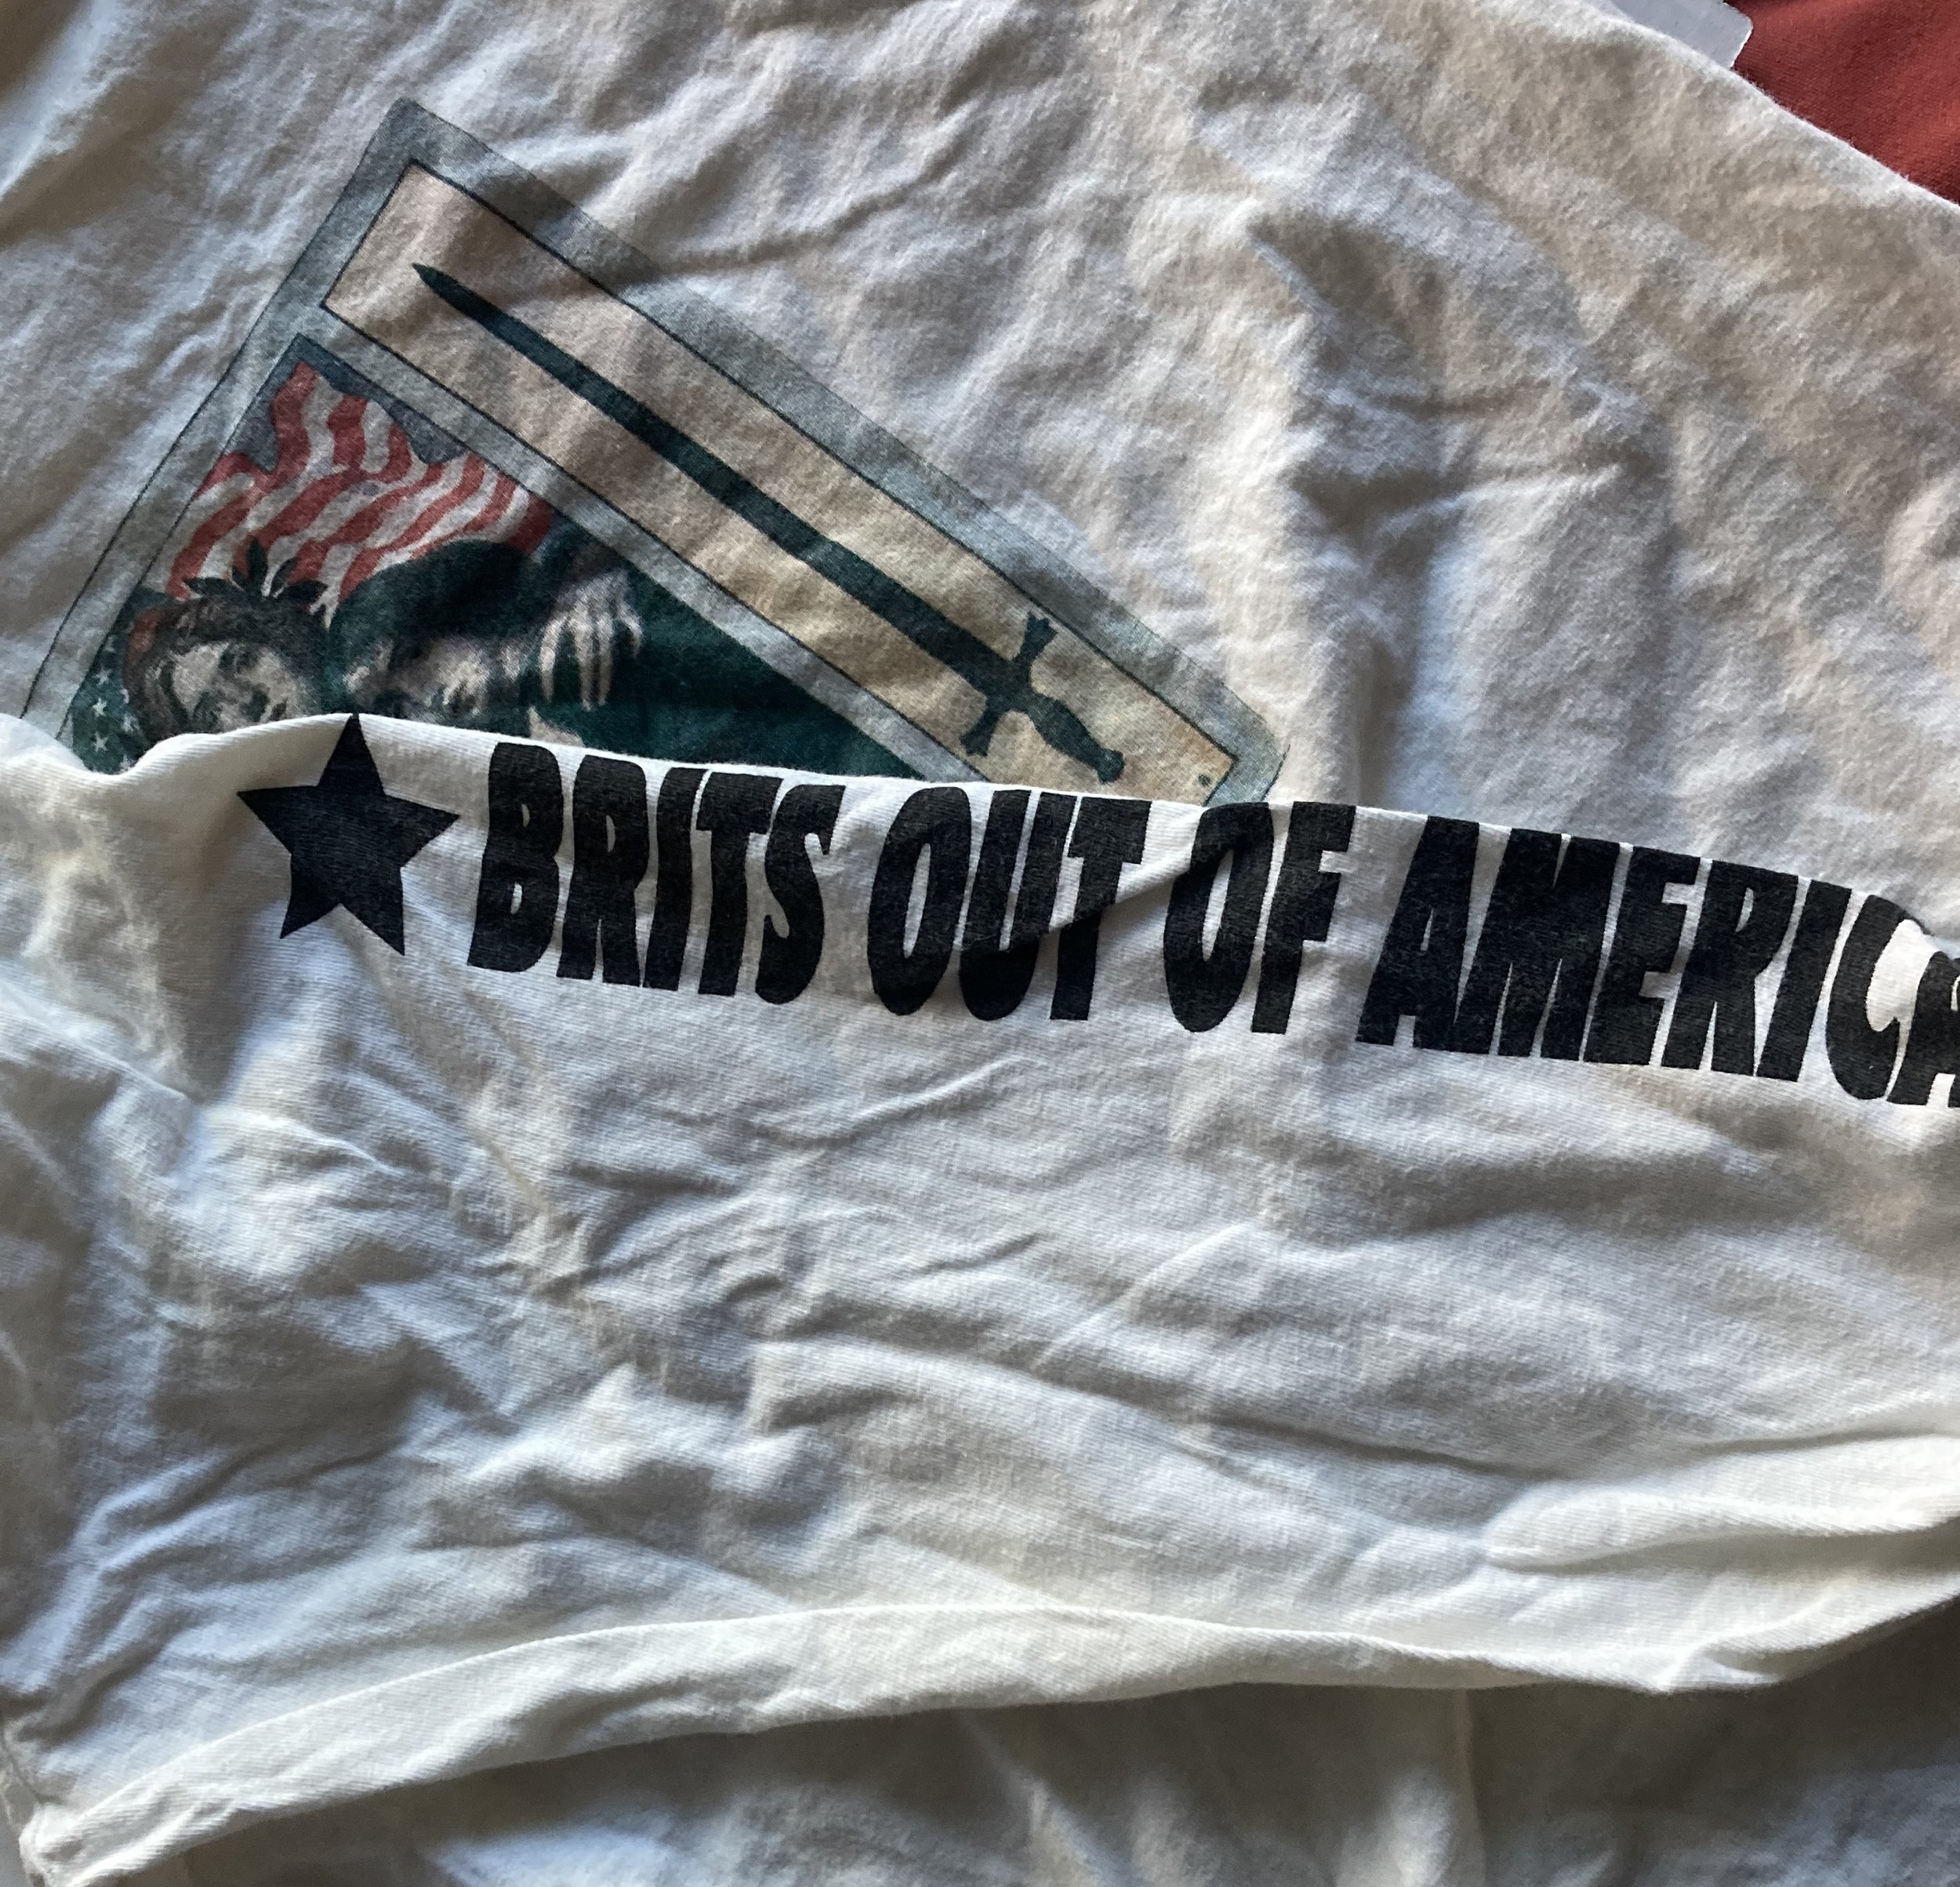 ★ BRITS OUT OF AMERICA